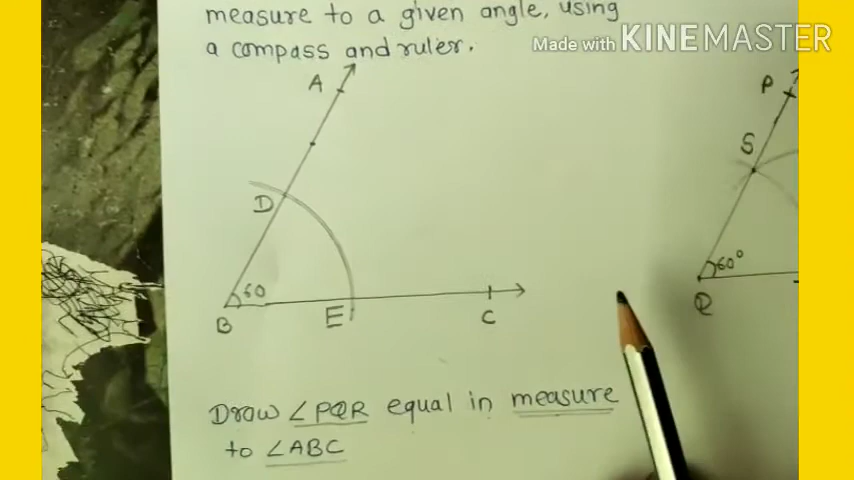 measure to a given angle, using
a compass and ruler.
Made with KINEMASTER
A
P
S
D
60
60°
B
E
C
Q
Draw ∠PQR equal in measure
to ∠ABC